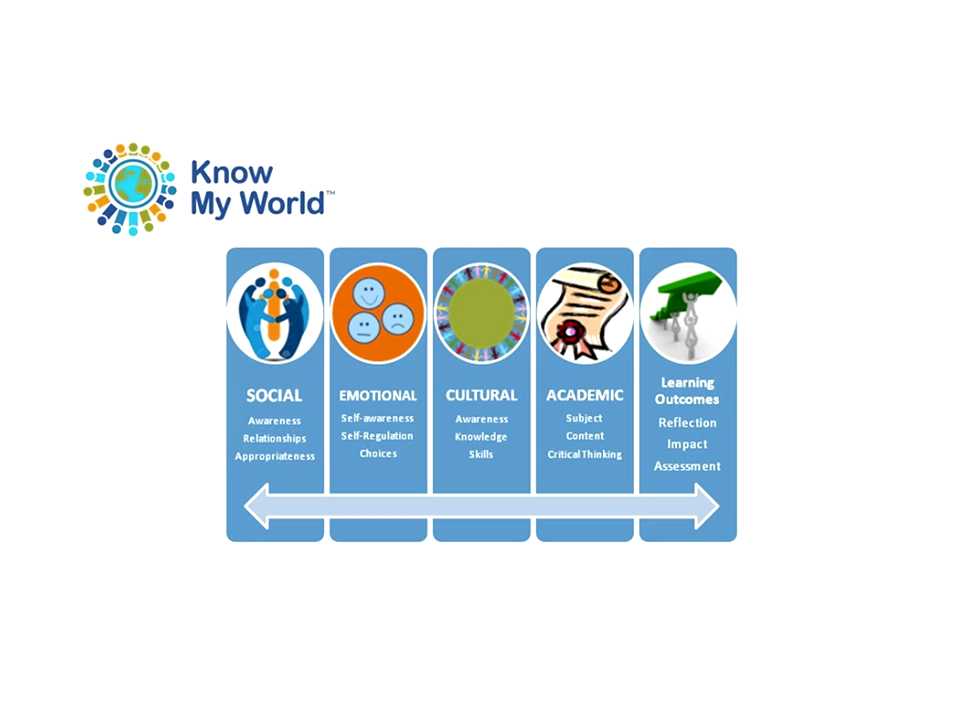 Know
My World™
SOCIAL
Awareness
Relationships
Appropriateness
EMOTIONAL
Self-awareness
Self-Regulation
Choices
CULTURAL
Awareness
Knowledge
Skills
ACADEMIC
Subject
Content
Critical Thinking
Learning
Outcomes
Reflection
Impact
Assessment